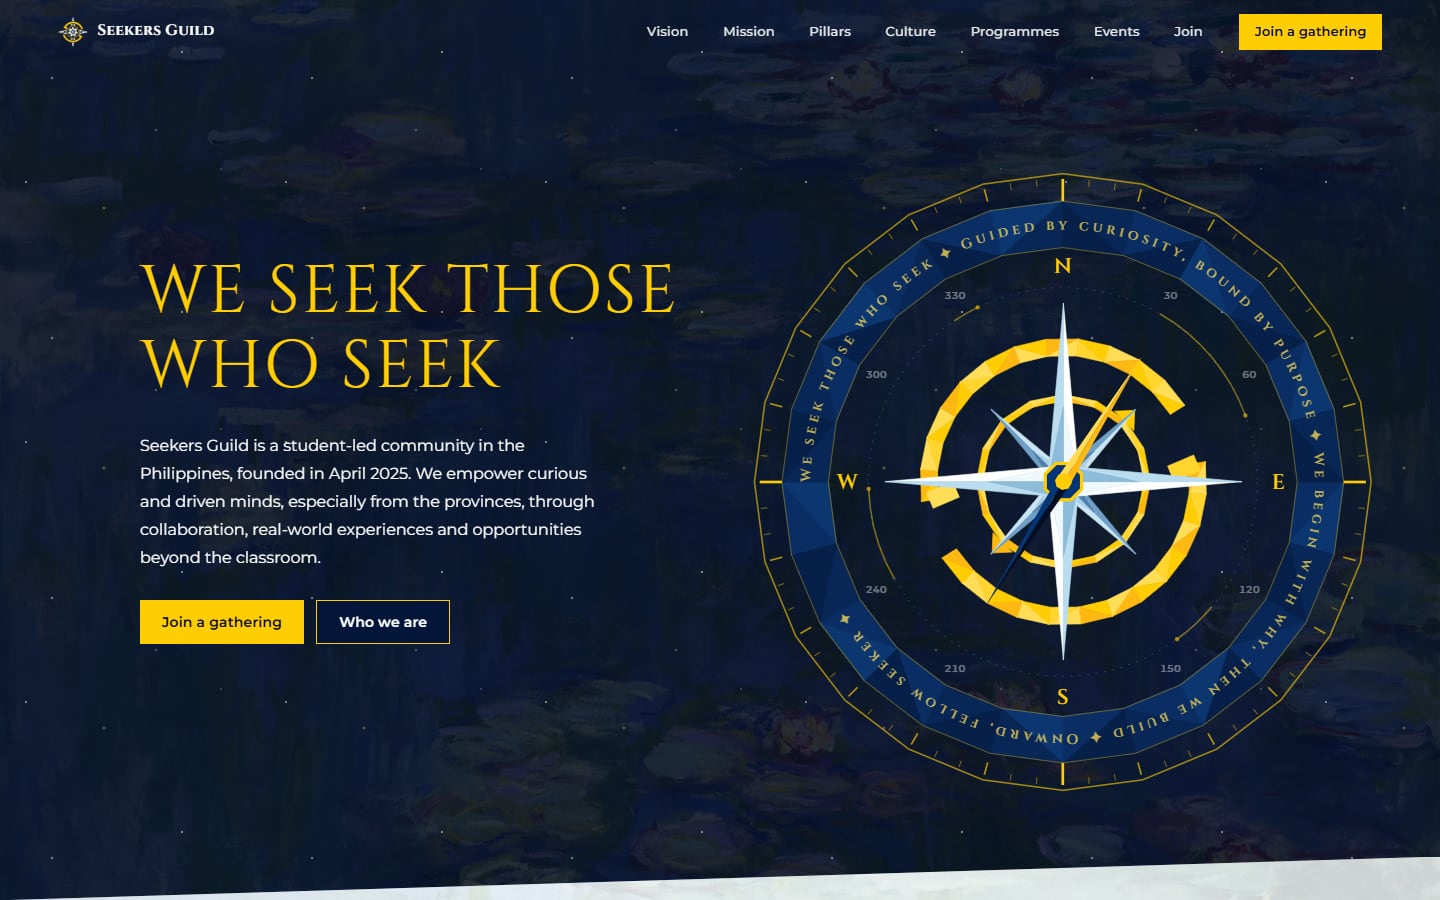 SEEKERS GUILD
Vision
Mission
Pillars
Culture
Programmes
Events
Join
Join a gathering
WE SEEK THOSE
WHO SEEK
Seekers Guild is a student-led community in the
Philippines, founded in April 2025. We empower curious
and driven minds, especially from the provinces, through
collaboration, real-world experiences and opportunities
beyond the classroom.
Join a gathering
Who we are
WE SEEK THOSE WHO SEEK ✦ GUIDED BY CURIOSITY, BOUND BY PURPOSE ✦ WE BEGIN WITH WHY, THEN WE BUILD ✦ ONWARD, FELLOW SEEKER ✦
N
330
30
300
60
W
E
240
120
210
150
S